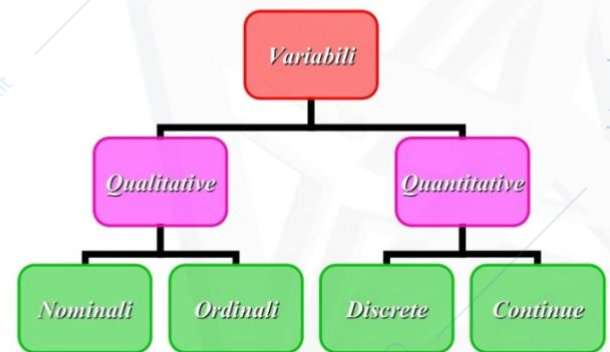 Variabili
Qualitative
Quantitative
Nominali
Ordinali
Discrete
Continue